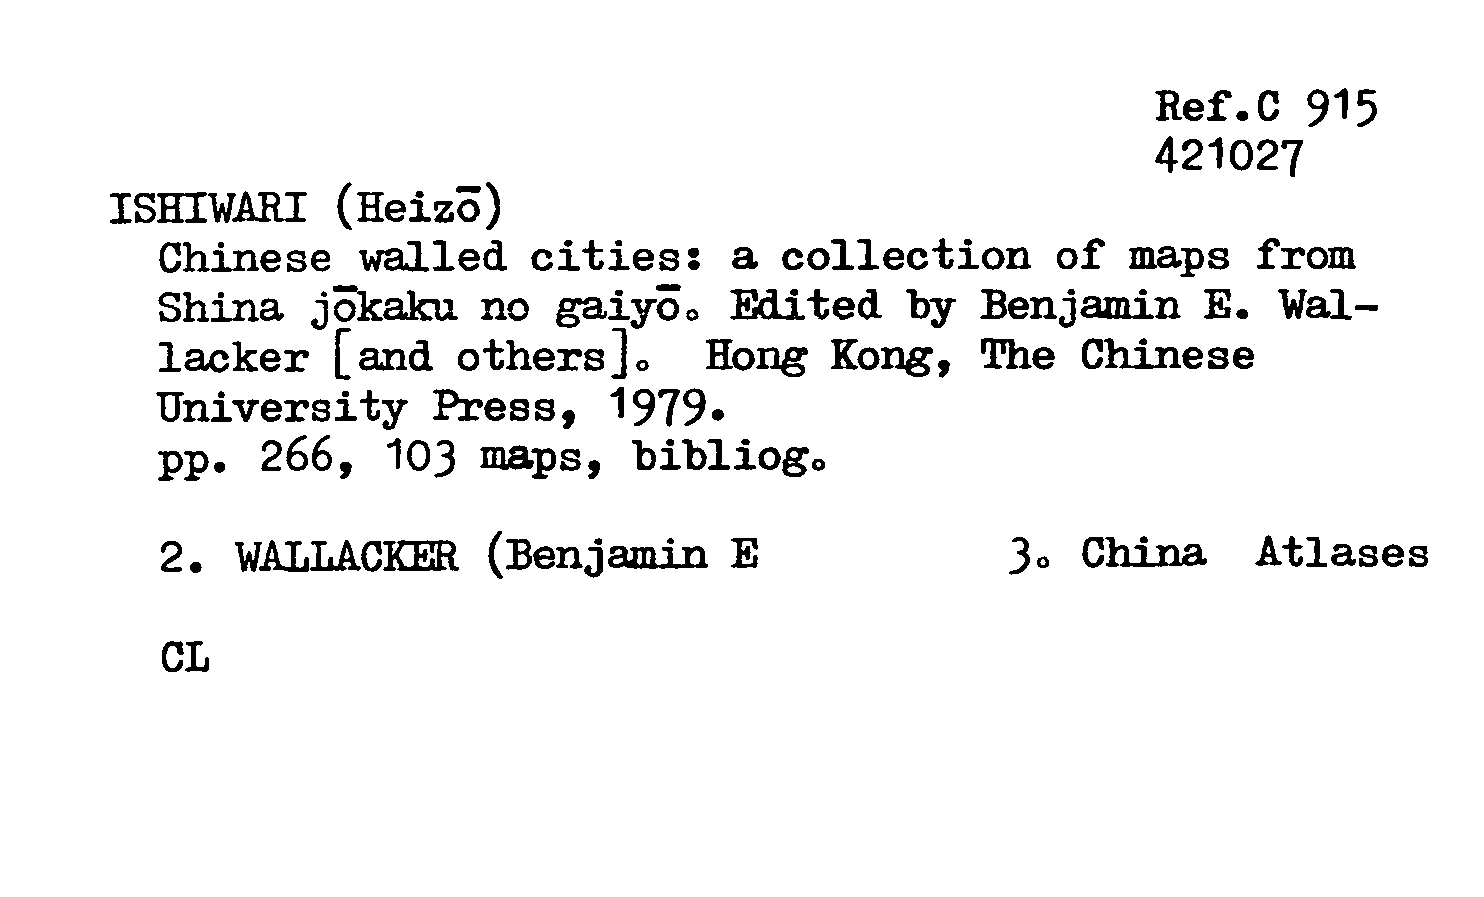 Ref.C 915
421027
ISHIWARI (Heizō)
Chinese walled cities: a collection of maps from
Shina jōkaku no gaiyō. Edited by Benjamin E. Wal-
lacker [and others]. Hong Kong, The Chinese
University Press, 1979.
pp. 266, 103 maps, bibliog.
2. WALLACKER (Benjamin E 3. China Atlases
CL